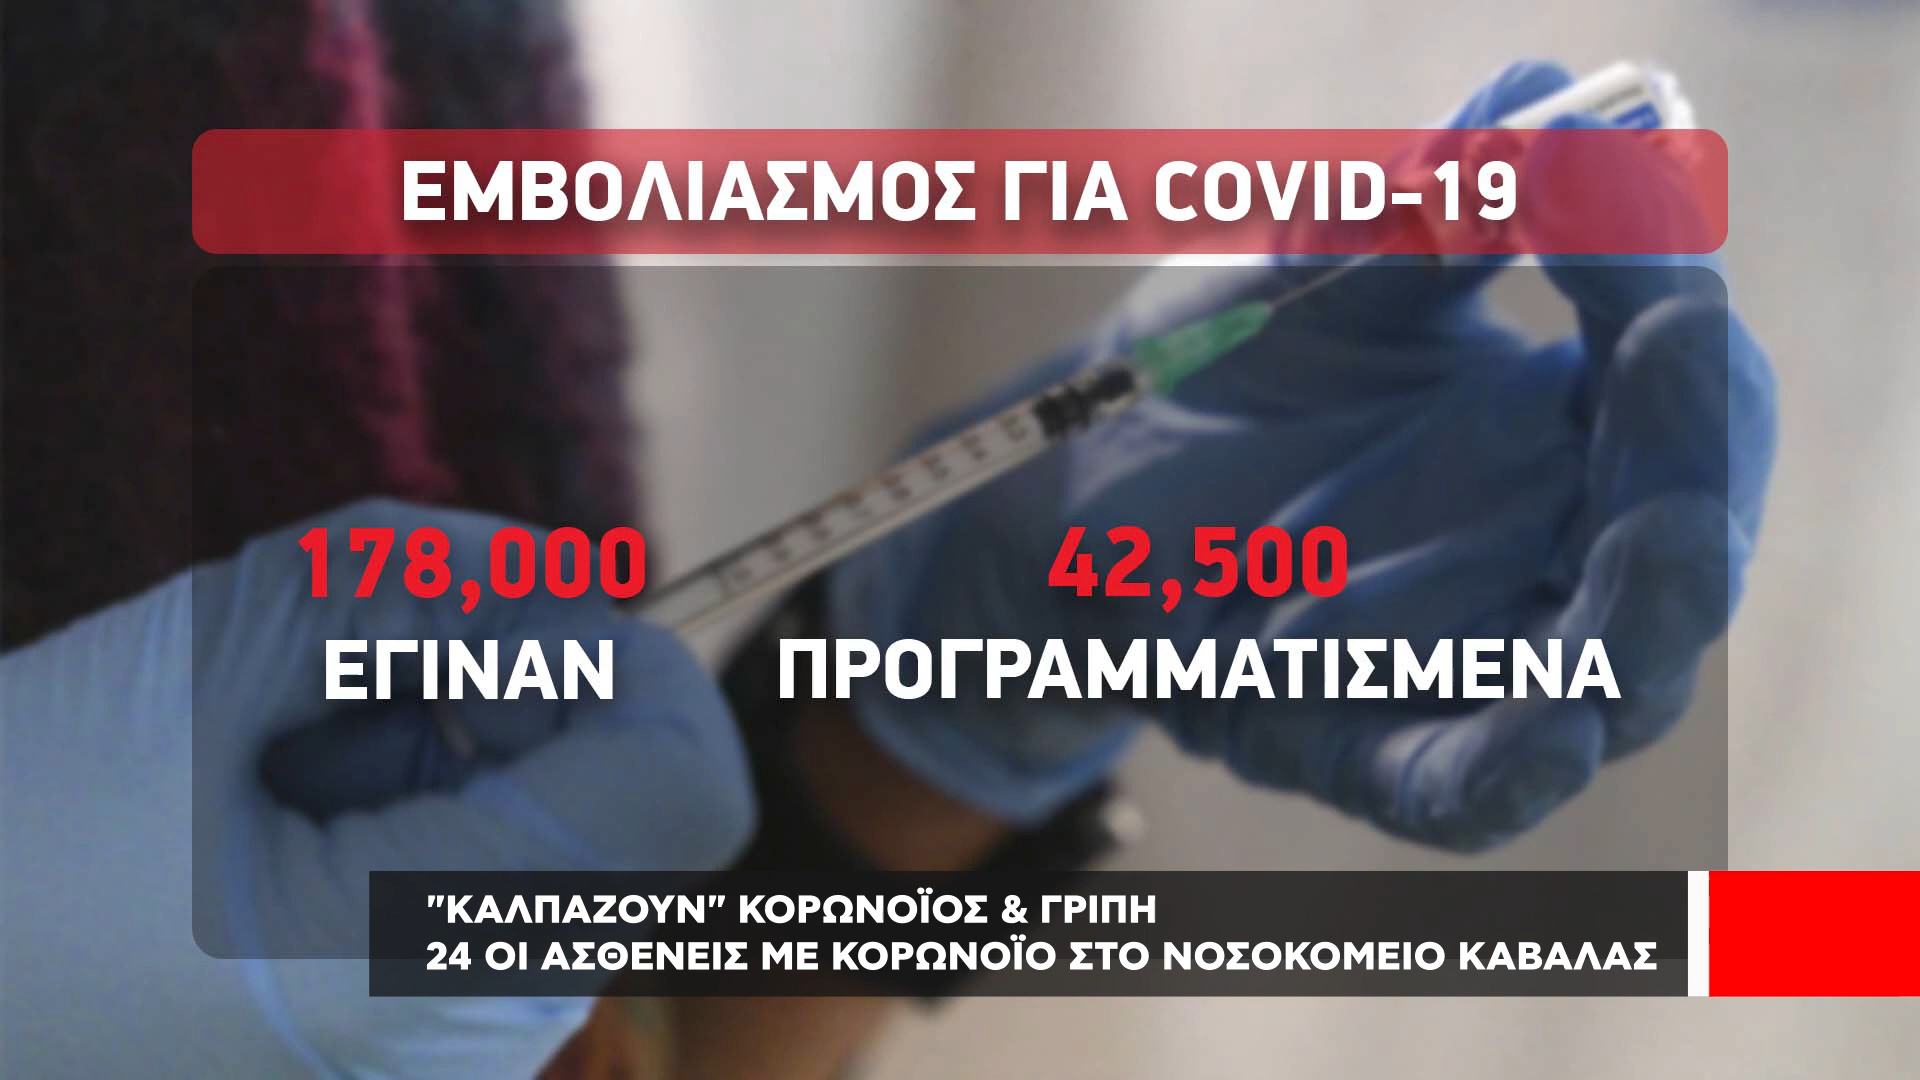 ΕΜΒΟΛΙΑΣΜΟΣ ΓΙΑ COVID-19
178,000
ΕΓΙΝΑΝ
42,500
ΠΡΟΓΡΑΜΜΑΤΙΣΜΕΝΑ
"ΚΑΛΠΑΖΟΥΝ" ΚΟΡΩΝΟΪΟΣ & ΓΡΙΠΗ
24 ΟΙ ΑΣΘΕΝΕΙΣ ΜΕ ΚΟΡΩΝΟΪΟ ΣΤΟ ΝΟΣΟΚΟΜΕΙΟ ΚΑΒΑΛΑΣ